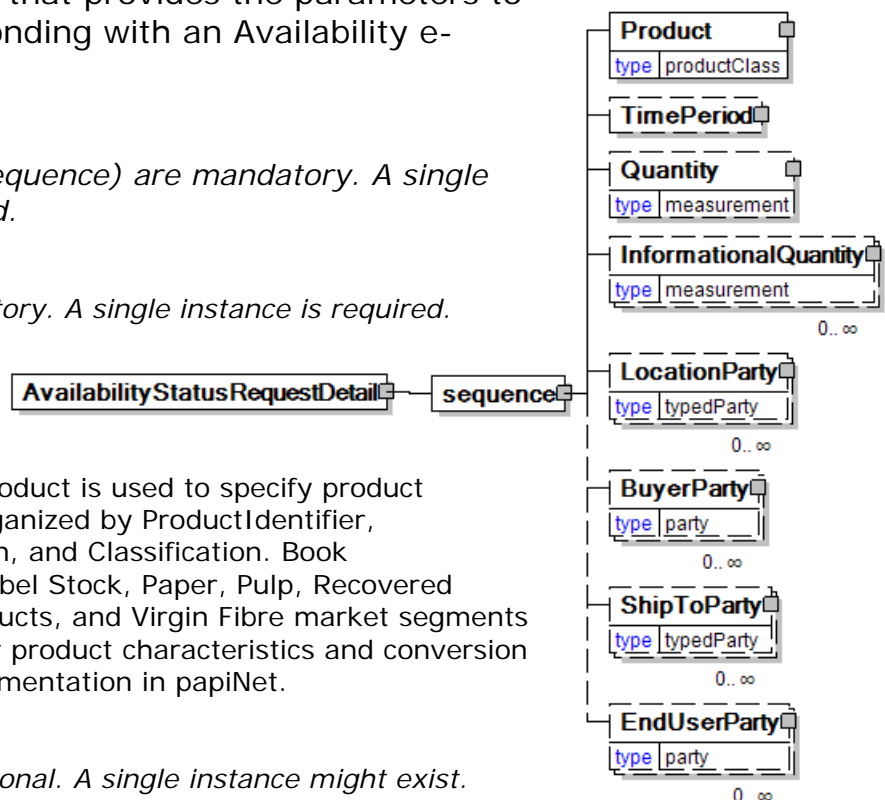 that provides the parameters to
onding with an Availability e-
equence) are mandatory. A single
d.
tory. A single instance is required.
oduct is used to specify product
ganized by ProductIdentifier,
n, and Classification. Book
bel Stock, Paper, Pulp, Recovered
ducts, and Virgin Fibre market segments
r product characteristics and conversion
mentation in papiNet.
onal. A single instance might exist.
AvailabilityStatusRequestDetail
sequence
Product
type productClass
TimePeriod
Quantity
type measurement
InformationalQuantity
type measurement
0..∞
LocationParty
type typedParty
0..∞
BuyerParty
type party
0..∞
ShipToParty
type typedParty
0..∞
EndUserParty
type party
0..∞